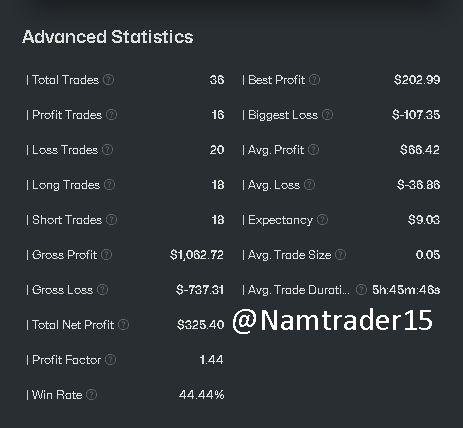 Advanced Statistics
| Total Trades ? 36 | Best Profit ? $202.99
| Profit Trades ? 16 | Biggest Loss ? $-107.35
| Loss Trades ? 20 | Avg. Profit ? $66.42
| Long Trades ? 18 | Avg. Loss ? $-36.86
| Short Trades ? 18 | Expectancy ? $9.03
| Gross Profit ? $1,062.72 | Avg. Trade Size ? 0.05
| Gross Loss ? $-737.31 | Avg. Trade Durati... ? 5h:45m:46s
| Total Net Profit ? $325.40 @Namtrader15
| Profit Factor ? 1.44
| Win Rate ? 44.44%